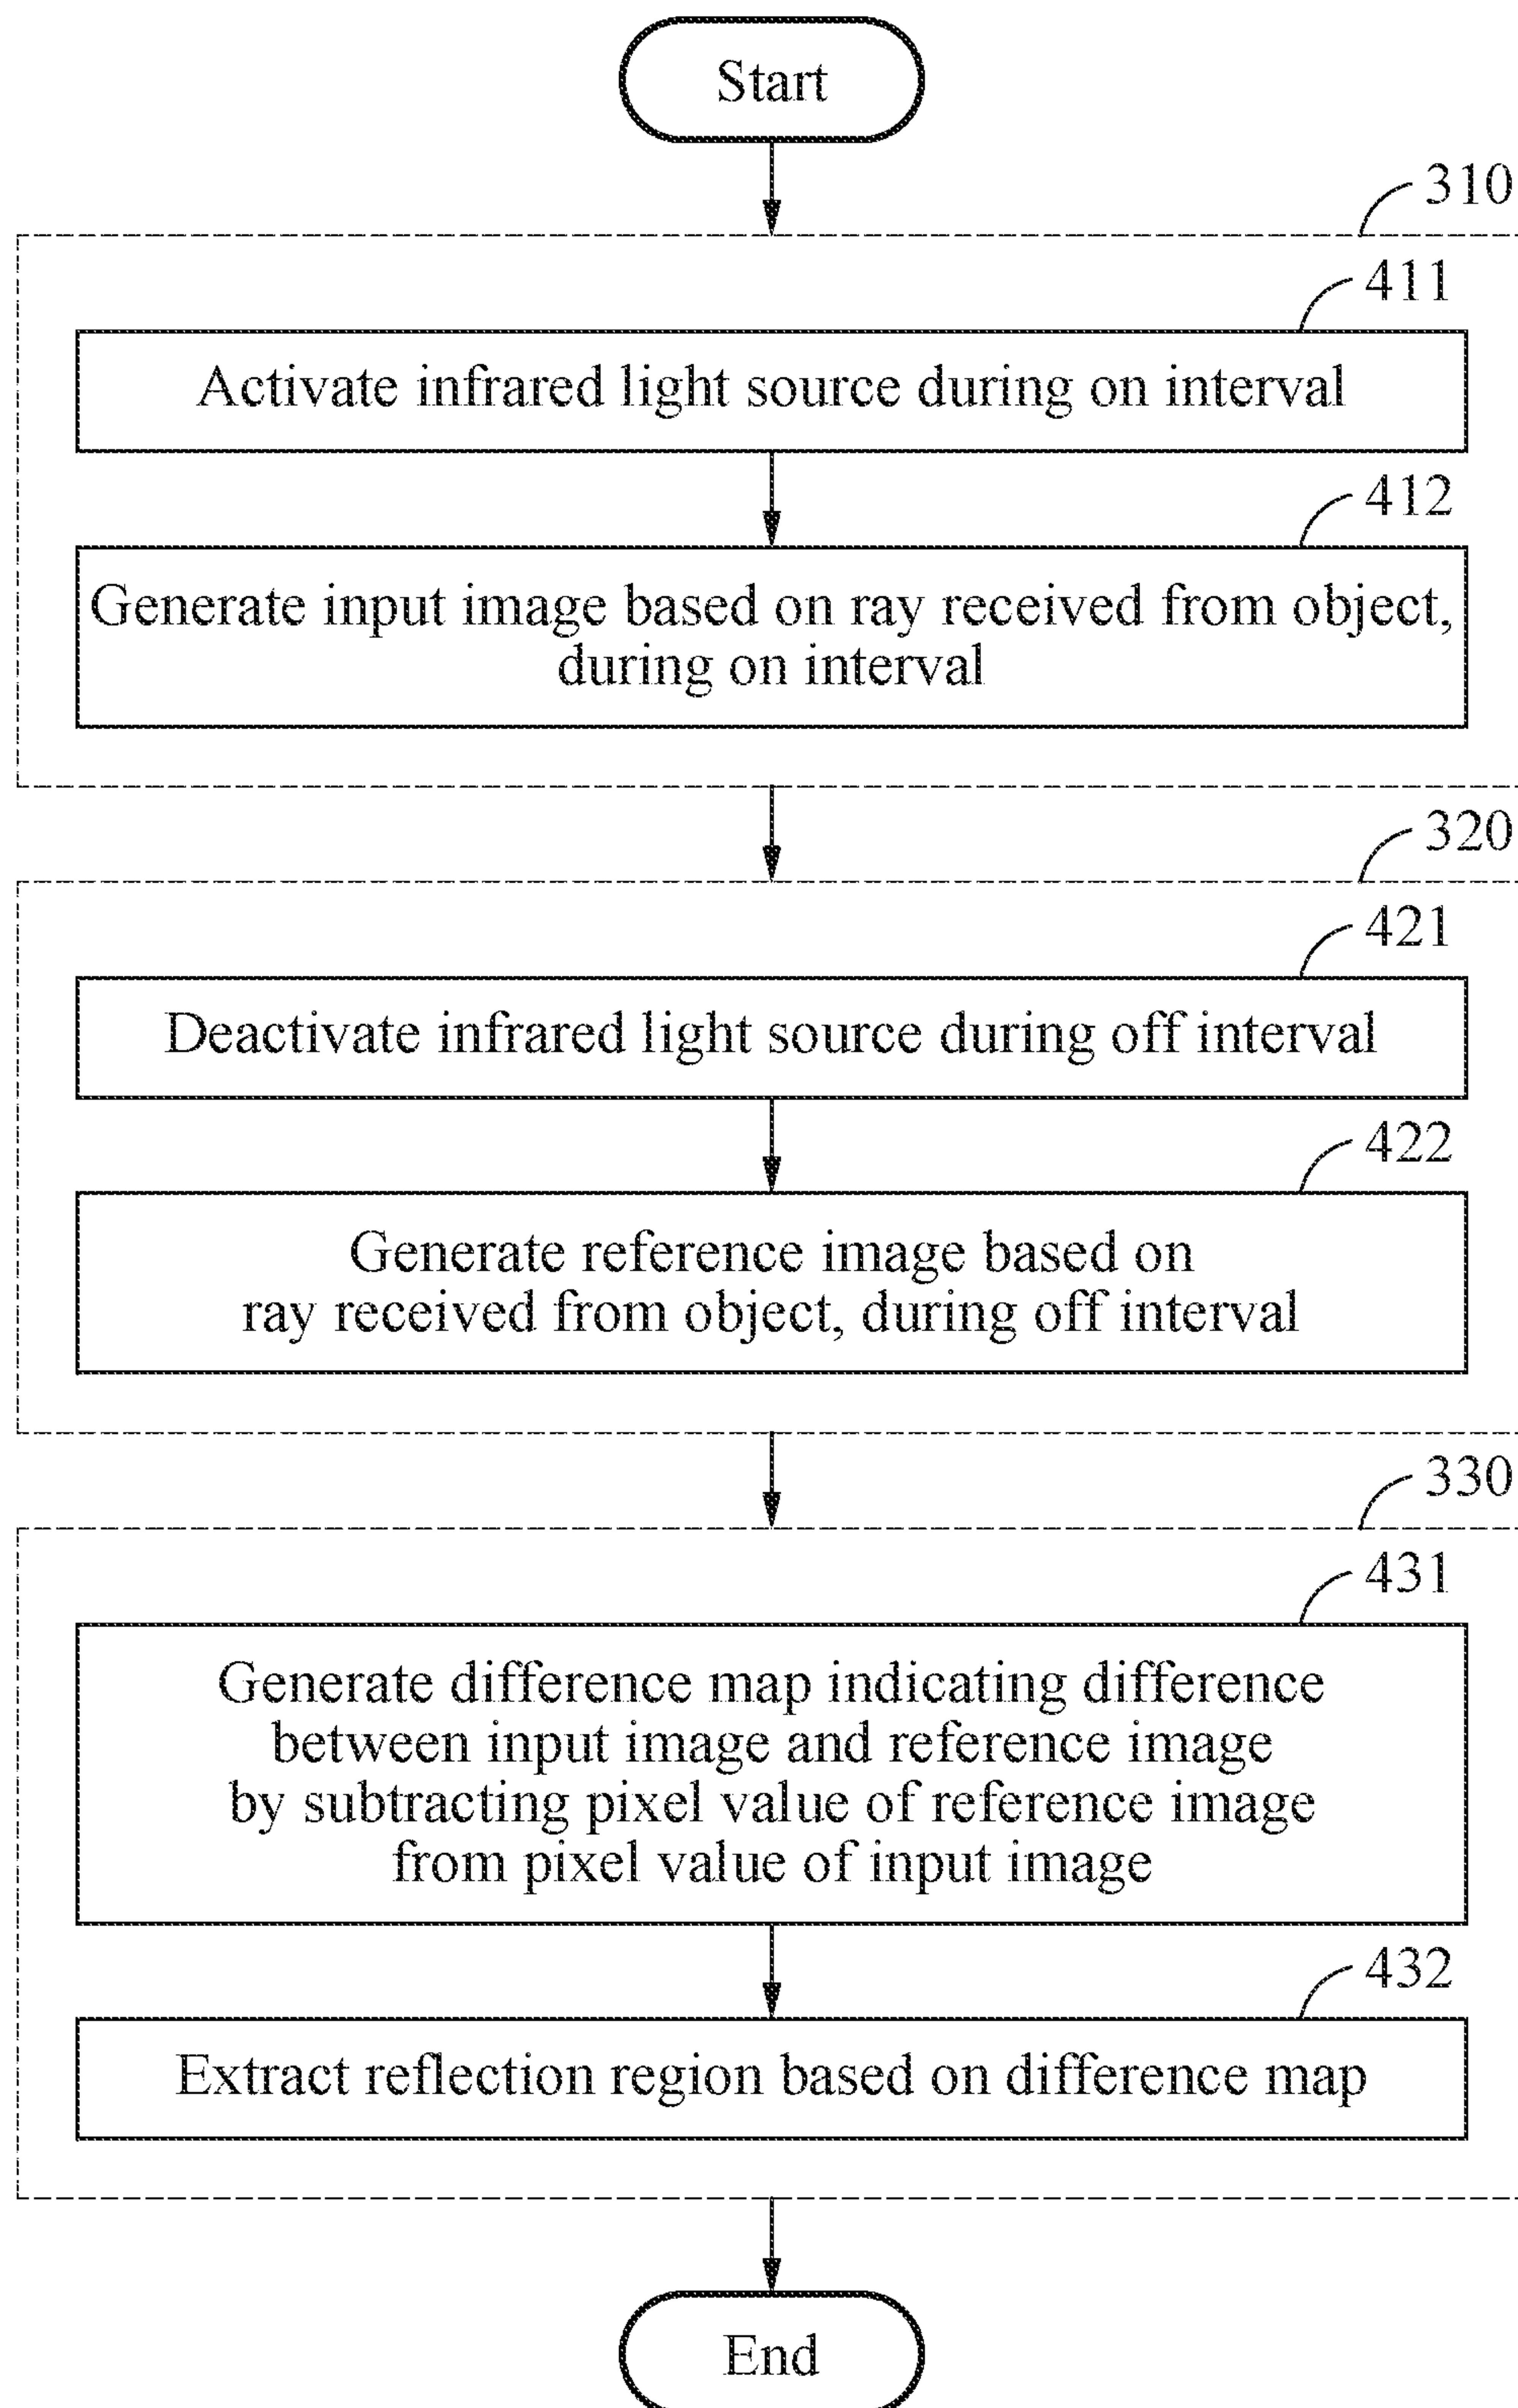 Start
310
411
Activate infrared light source during on interval
412
Generate input image based on ray received from object,
during on interval
320
421
Deactivate infrared light source during off interval
422
Generate reference image based on
ray received from object, during off interval
330
431
Generate difference map indicating difference
between input image and reference image
by subtracting pixel value of reference image
from pixel value of input image
432
Extract reflection region based on difference map
End